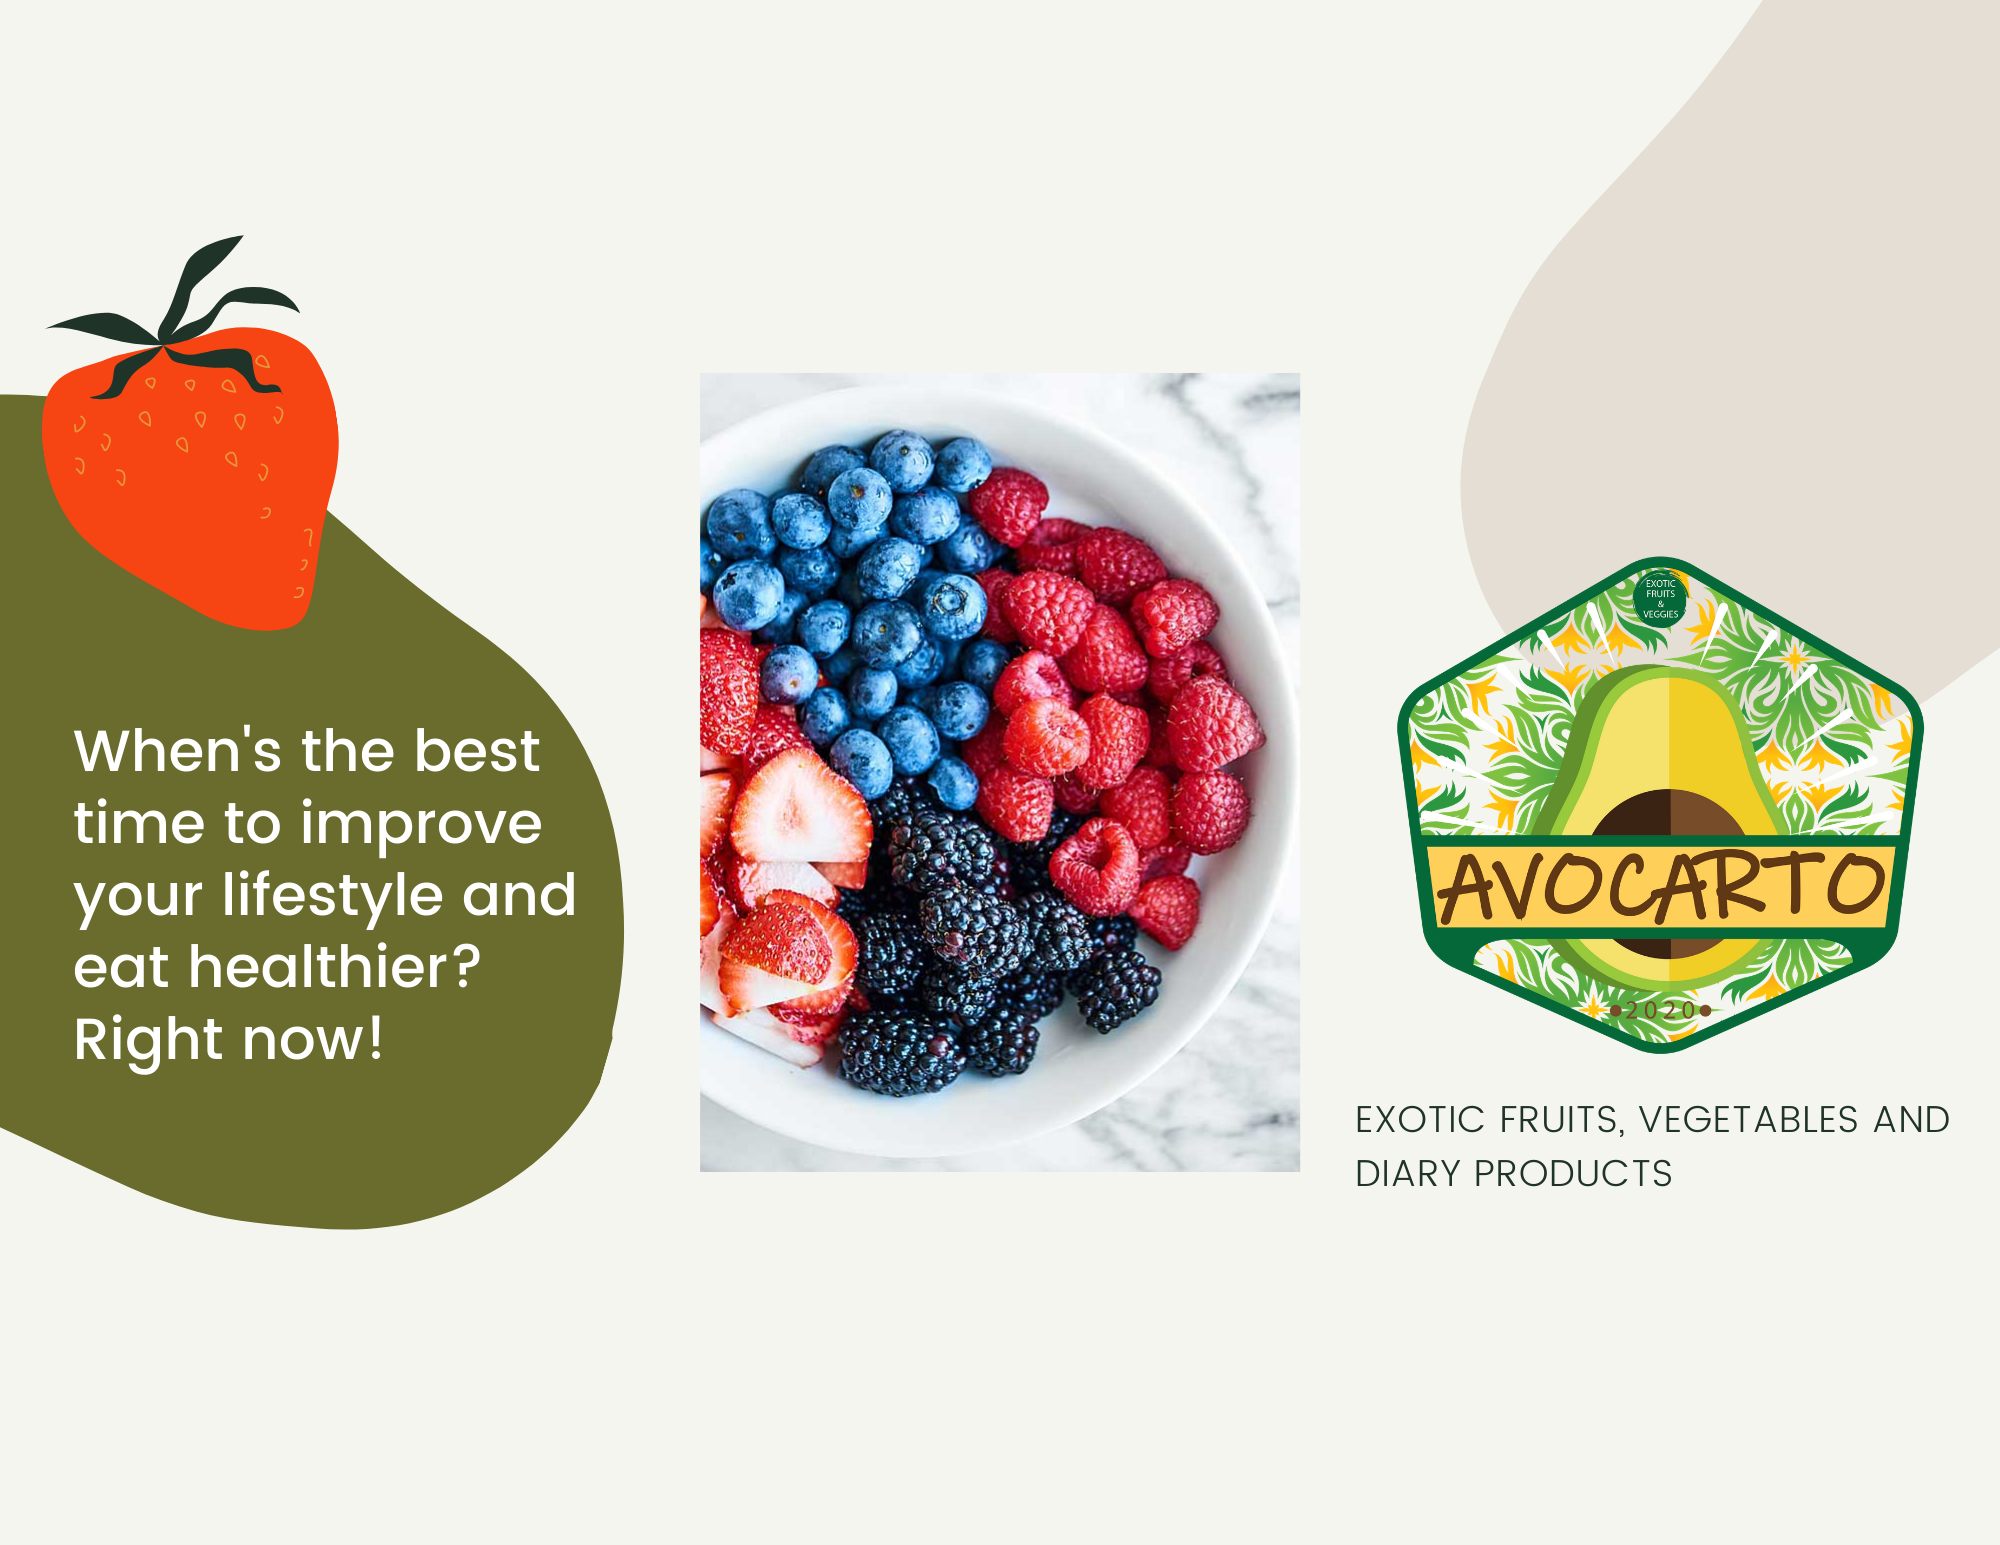 When's the best
time to improve
your lifestyle and
eat healthier?
Right now!
EXOTIC
FRUITS
&
VEGGIES
AVOCARTO
2020
EXOTIC FRUITS, VEGETABLES AND
DIARY PRODUCTS